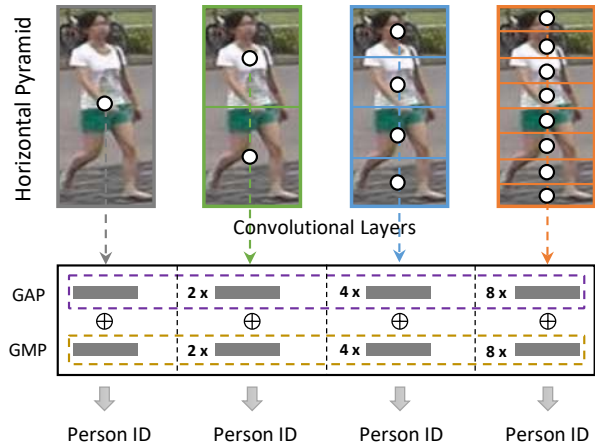 Horizontal Pyramid
Convolutional Layers
GAP 2 x 4 x 8 x
GMP 2 x 4 x 8 x
Person ID Person ID Person ID Person ID